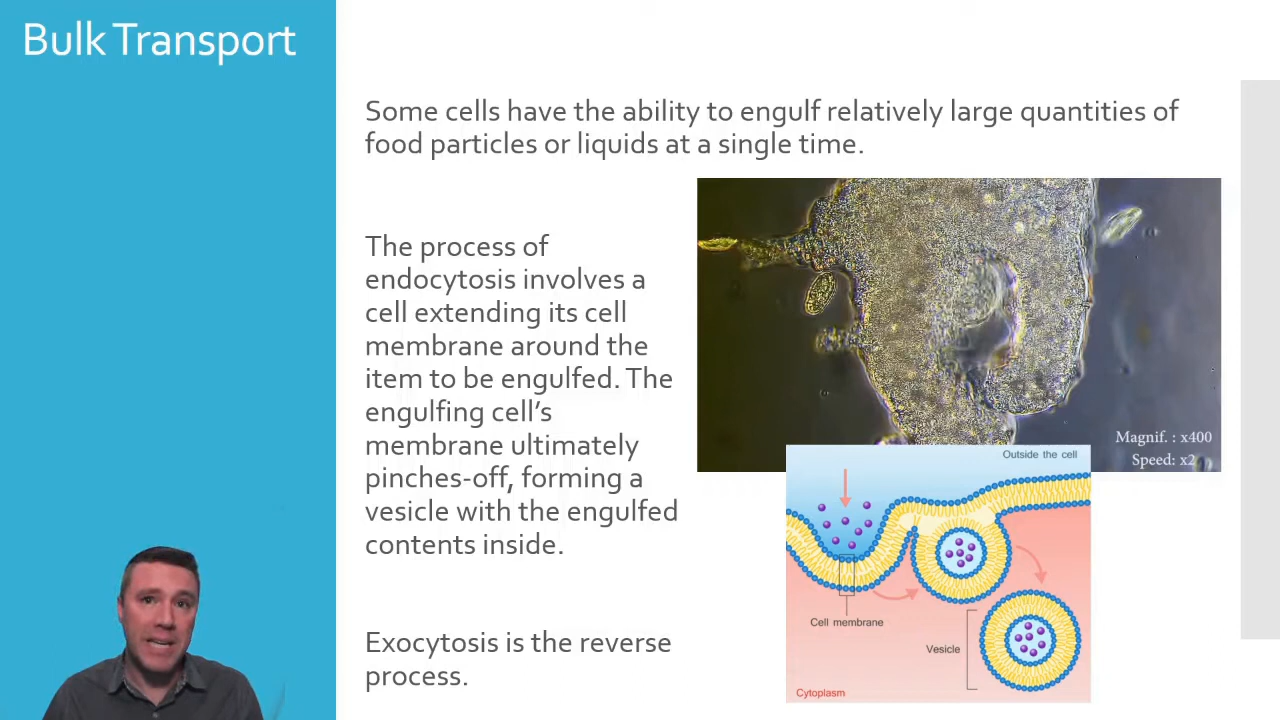 Bulk Transport
Some cells have the ability to engulf relatively large quantities of
food particles or liquids at a single time.
The process of
endocytosis involves a
cell extending its cell
membrane around the
item to be engulfed. The
engulfing cell’s
membrane ultimately
pinches-off, forming a
vesicle with the engulfed
contents inside.
Exocytosis is the reverse
process.
Magnif. : x400
Speed: x2
Outside the cell
Cell membrane
Vesicle
Cytoplasm